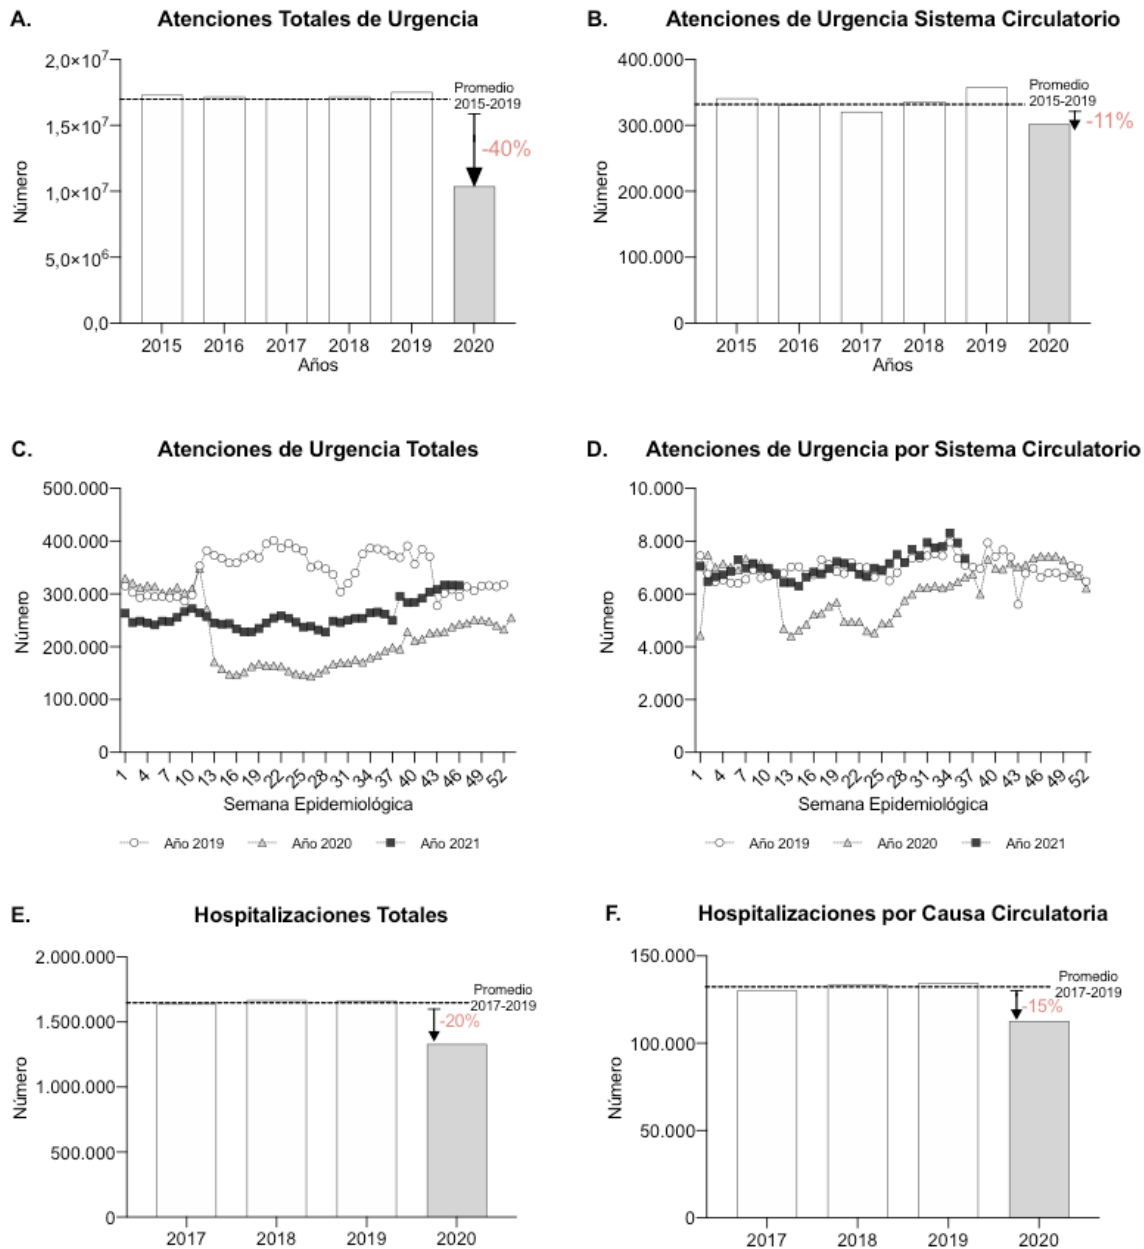 A. Atenciones Totales de Urgencia
2,0×10⁷
1,5×10⁷
1,0×10⁷
5,0×10⁶
0,0
Número
Promedio
2015-2019
-40%
2015 2016 2017 2018 2019 2020
Años
B. Atenciones de Urgencia Sistema Circulatorio
400.000
300.000
200.000
100.000
0
Número
Promedio
2015-2019
-11%
2015 2016 2017 2018 2019 2020
Años
C. Atenciones de Urgencia Totales
500.000
400.000
300.000
200.000
100.000
0
Número
1 4 7 10 13 16 19 22 25 28 31 34 37 40 43 46 49 52
Semana Epidemiológica
Año 2019 Año 2020 Año 2021
D. Atenciones de Urgencia por Sistema Circulatorio
10.000
8.000
6.000
4.000
2.000
0
Número
1 4 7 10 13 16 19 22 25 28 31 34 37 40 43 46 49 52
Semana Epidemiológica
Año 2019 Año 2020 Año 2021
E. Hospitalizaciones Totales
2.000.000
1.500.000
1.000.000
500.000
0
Número
Promedio
2017-2019
-20%
2017 2018 2019 2020
F. Hospitalizaciones por Causa Circulatoria
150.000
100.000
50.000
0
Número
Promedio
2017-2019
-15%
2017 2018 2019 2020